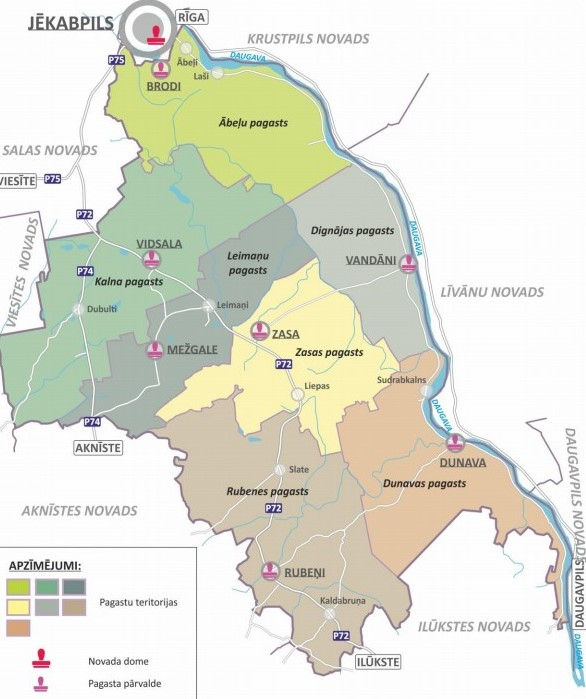 JĒKABPILS
RĪGA
KRUSTPILS NOVADS
P75
Ābeļi
DAUGAVA
Laši
BRODI
Ābeļu pagasts
SALAS NOVADS
VIESĪTE
P75
P72
VIESĪTES NOVADS
Dignājas pagasts
DAUGAVA
VIDSALA
Leimaņu
pagasts
VANDĀNI
P74
Kalna pagasts
LĪVĀNU NOVADS
Dubulti
Leimaņi
ZASA
MEŽGALE
Zasas pagasts
P72
Sudrabkalns
Liepas
DAUGAVA
P74
AKNĪSTE
DUNAVA
DAUGAVPILS NOVADS
Slate
Dunavas pagasts
Rubenes pagasts
P72
AKNĪSTES NOVADS
RUBEŅI
DAUGAVPILS
Kaldabruņa
ILŪKSTES NOVADS
P72
ILŪKSTE
DAUGAVA
APZĪMĒJUMI:
Pagastu teritorijas
Novada dome
Pagasta pārvalde